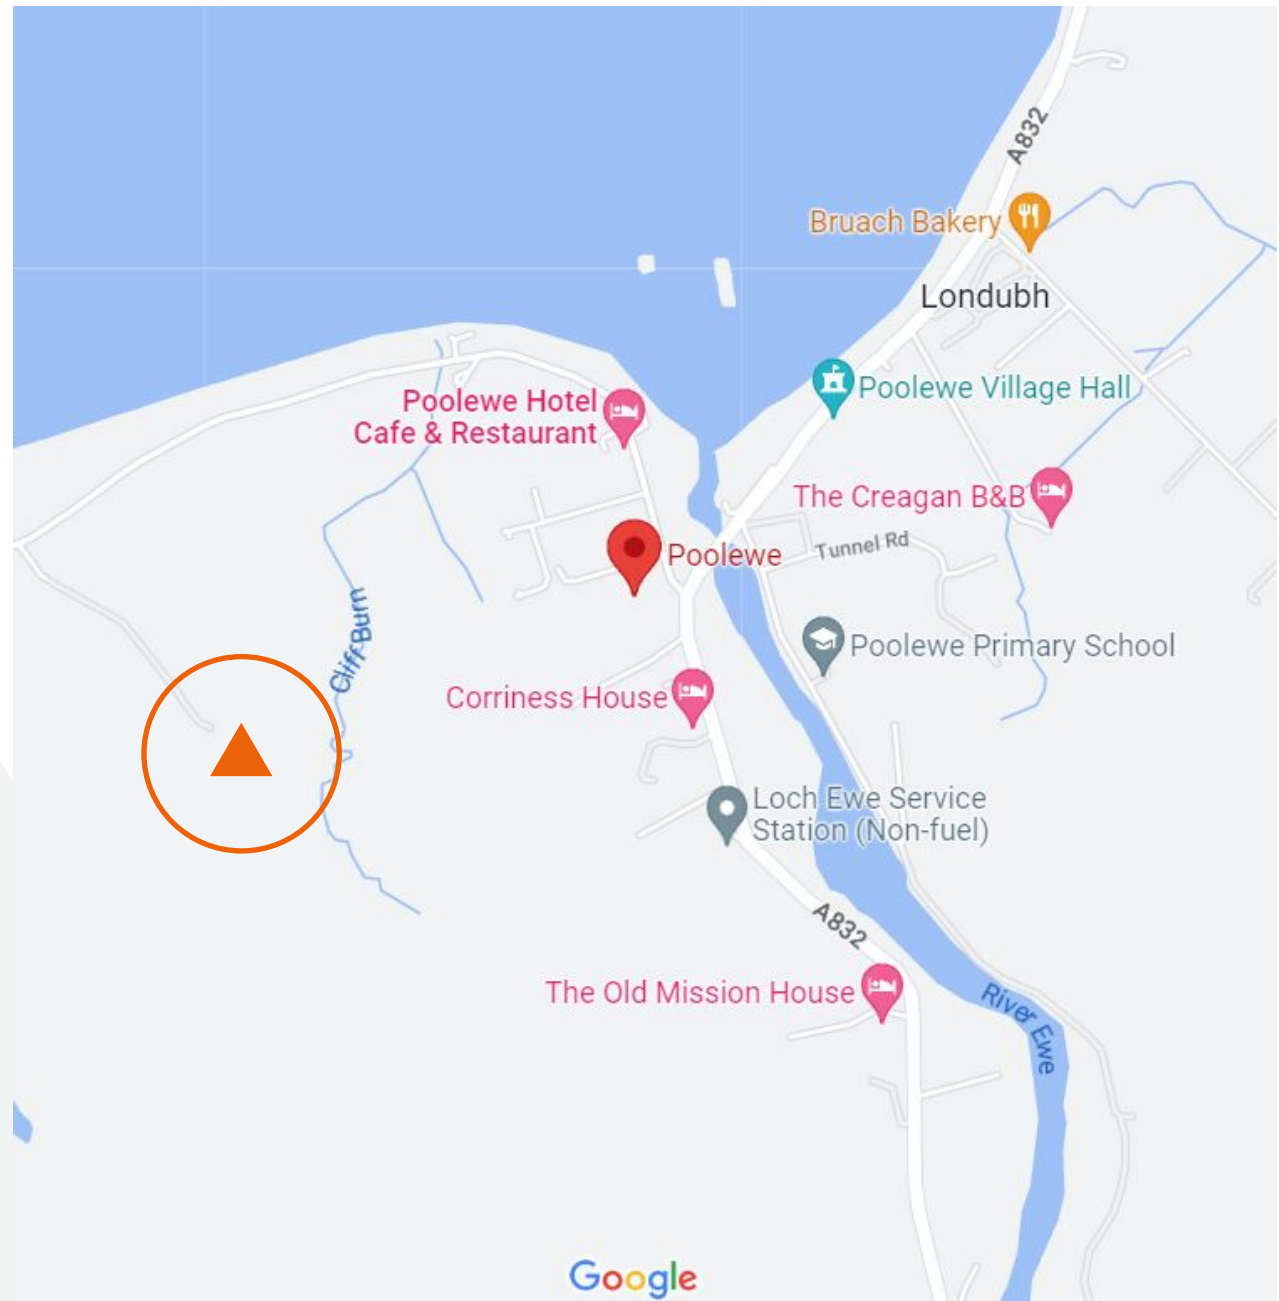 A832
Bruach Bakery
Londubh
Poolewe Village Hall
Poolewe Hotel
Cafe & Restaurant
The Creagan B&B
Tunnel Rd
Poolewe
Cliff Burn
Poolewe Primary School
Corriness House
Loch Ewe Service
Station (Non-fuel)
A832
The Old Mission House
River Ewe
Google